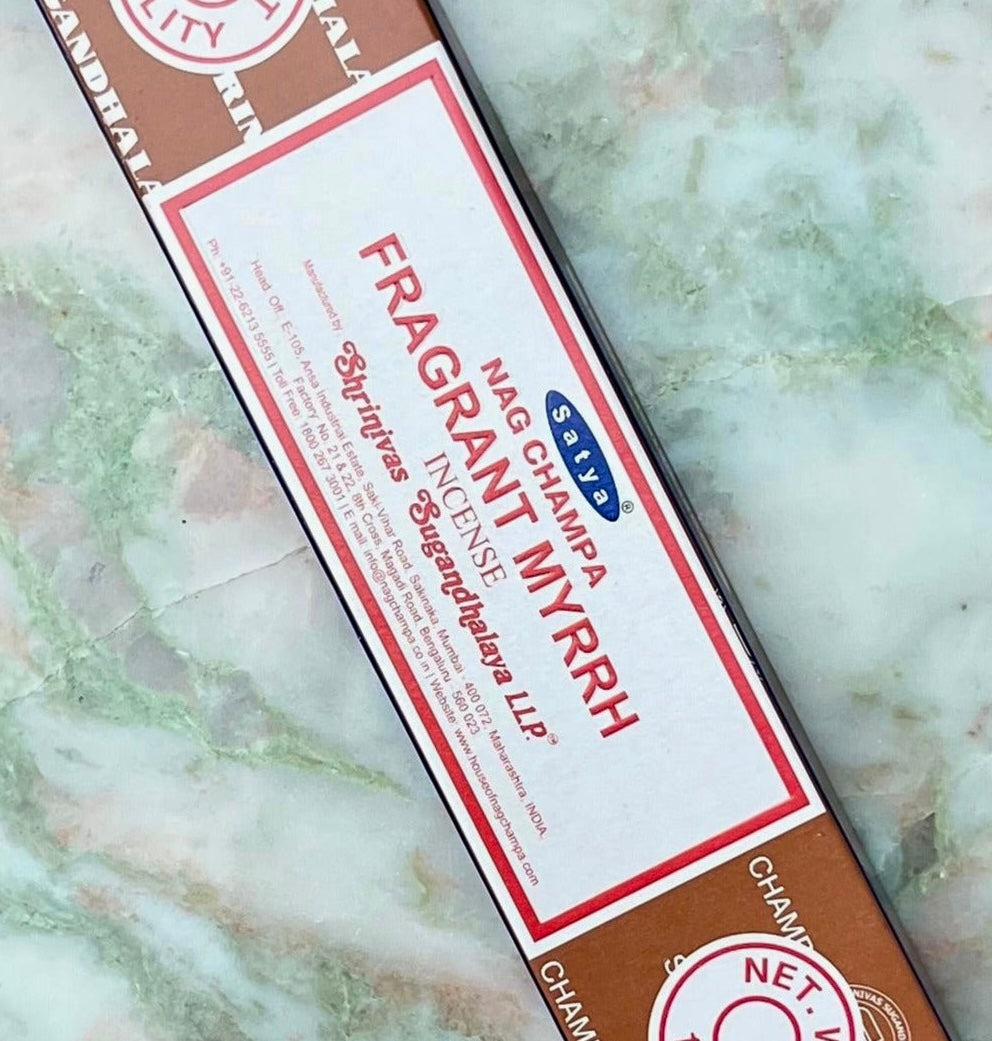 LITY
Satya®
NAG CHAMPA
FRAGRANT MYRRH
INCENSE
Manufactured by Shrinivas Sugandhalaya LLP.™
Head. Off.: E-105, Ansa Industrial Estate, Saki-Vihar Road, Sakinaka, Mumbai - 400 072, Maharashtra, INDIA.
Factory: No. 21 & 22, 8th Cross, Magadi Road, Bengaluru - 560 023
Ph: +91-22-6213 5555 | Toll Free: 1800 267 3001 | E mail: info@nagchampa.co.in | Website: www.houseofnagchampa.com
NET.